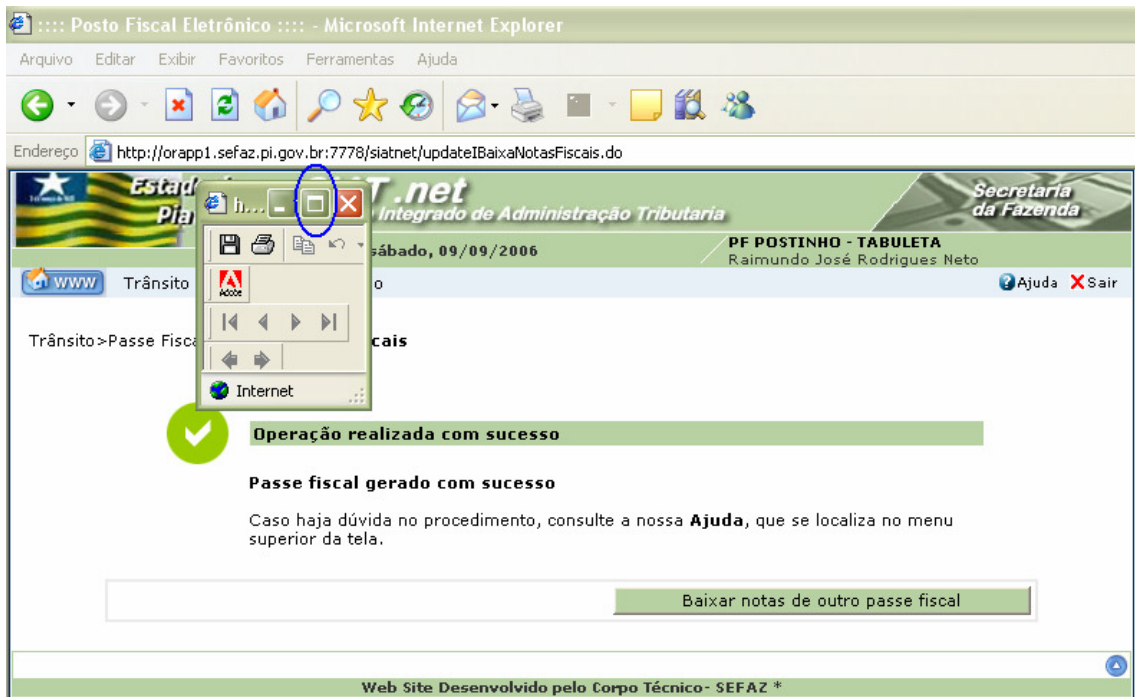 :::: Posto Fiscal Eletrônico :::: - Microsoft Internet Explorer
Arquivo Editar Exibir Favoritos Ferramentas Ajuda
Endereço http://orapp1.sefaz.pi.gov.br:7778/siatnet/updateIBaixaNotasFiscais.do
.net
Integrado de Administração Tributaria
Secretaria
da Fazenda
h...
sábado, 09/09/2006
PF POSTINHO - TABULETA
Raimundo José Rodrigues Neto
www Trânsito
Ajuda Sair
Adobe
Trânsito>Passe cais
Internet
Operação realizada com sucesso
Passe fiscal gerado com sucesso
Caso haja dúvida no procedimento, consulte a nossa Ajuda, que se localiza no menu
superior da tela.
Baixar notas de outro passe fiscal
Web Site Desenvolvido pelo Corpo Técnico- SEFAZ *